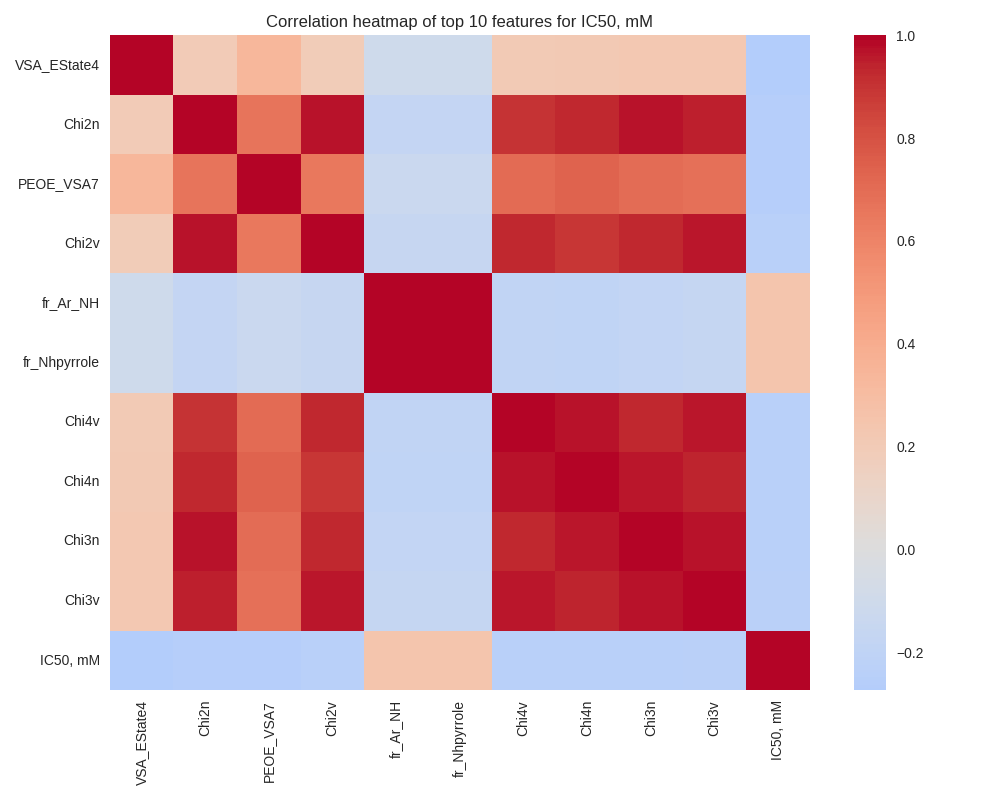 Correlation heatmap of top 10 features for IC50, mM
VSA_EState4
Chi2n
PEOE_VSA7
Chi2v
fr_Ar_NH
fr_Nhpyrrole
Chi4v
Chi4n
Chi3n
Chi3v
IC50, mM
VSA_EState4
Chi2n
PEOE_VSA7
Chi2v
fr_Ar_NH
fr_Nhpyrrole
Chi4v
Chi4n
Chi3n
Chi3v
IC50, mM
1.0
0.8
0.6
0.4
0.2
0.0
−0.2